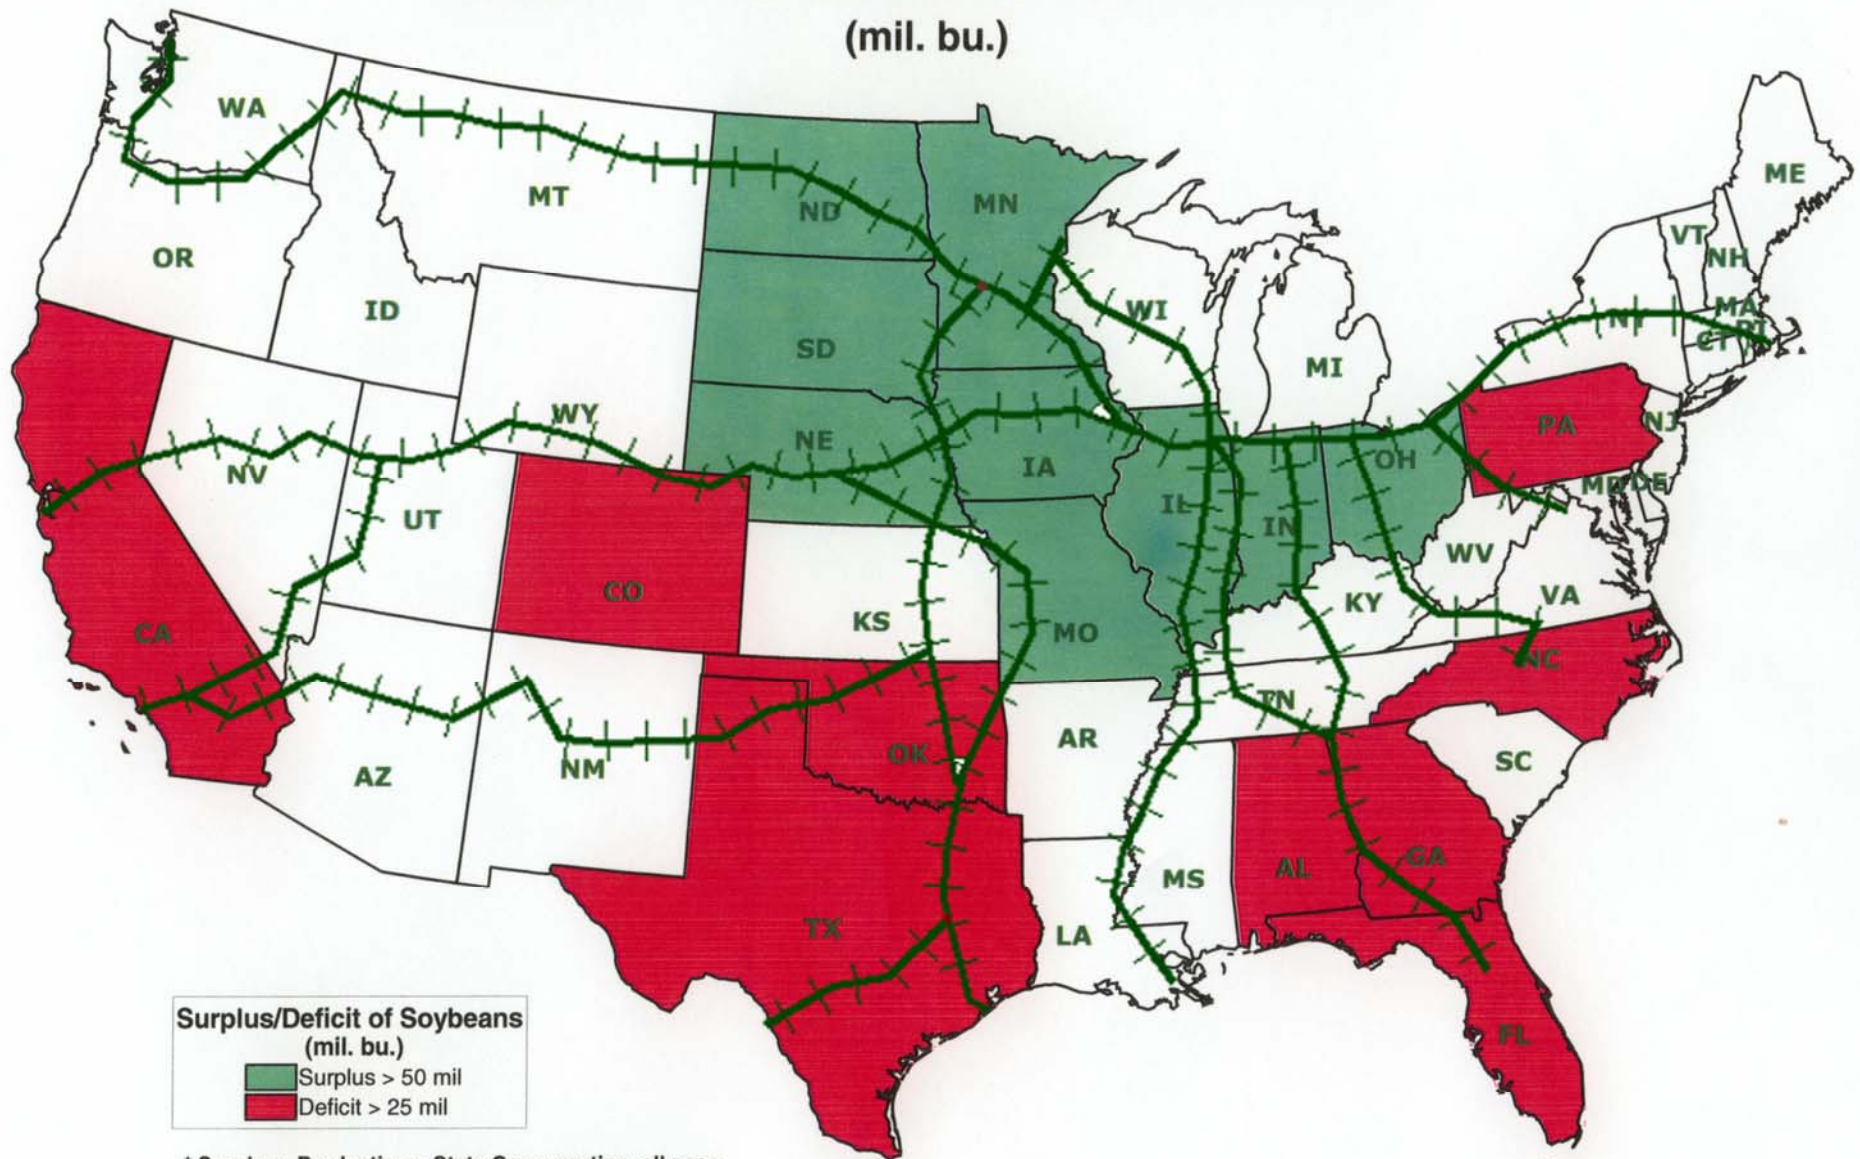 (mil. bu.)
WA
MT
ND
MN
ME
OR
ID
WI
VT
NH
SD
MI
MA
NY
RI
CT
WY
NE
IA
PA
NJ
OH
NV
UT
IL
IN
MD
DE
WV
CO
KS
MO
KY
VA
CA
NC
TN
AZ
NM
OK
AR
SC
TX
LA
MS
AL
GA
FL
Surplus/Deficit of Soybeans
(mil. bu.)
Surplus > 50 mil
Deficit > 25 mil